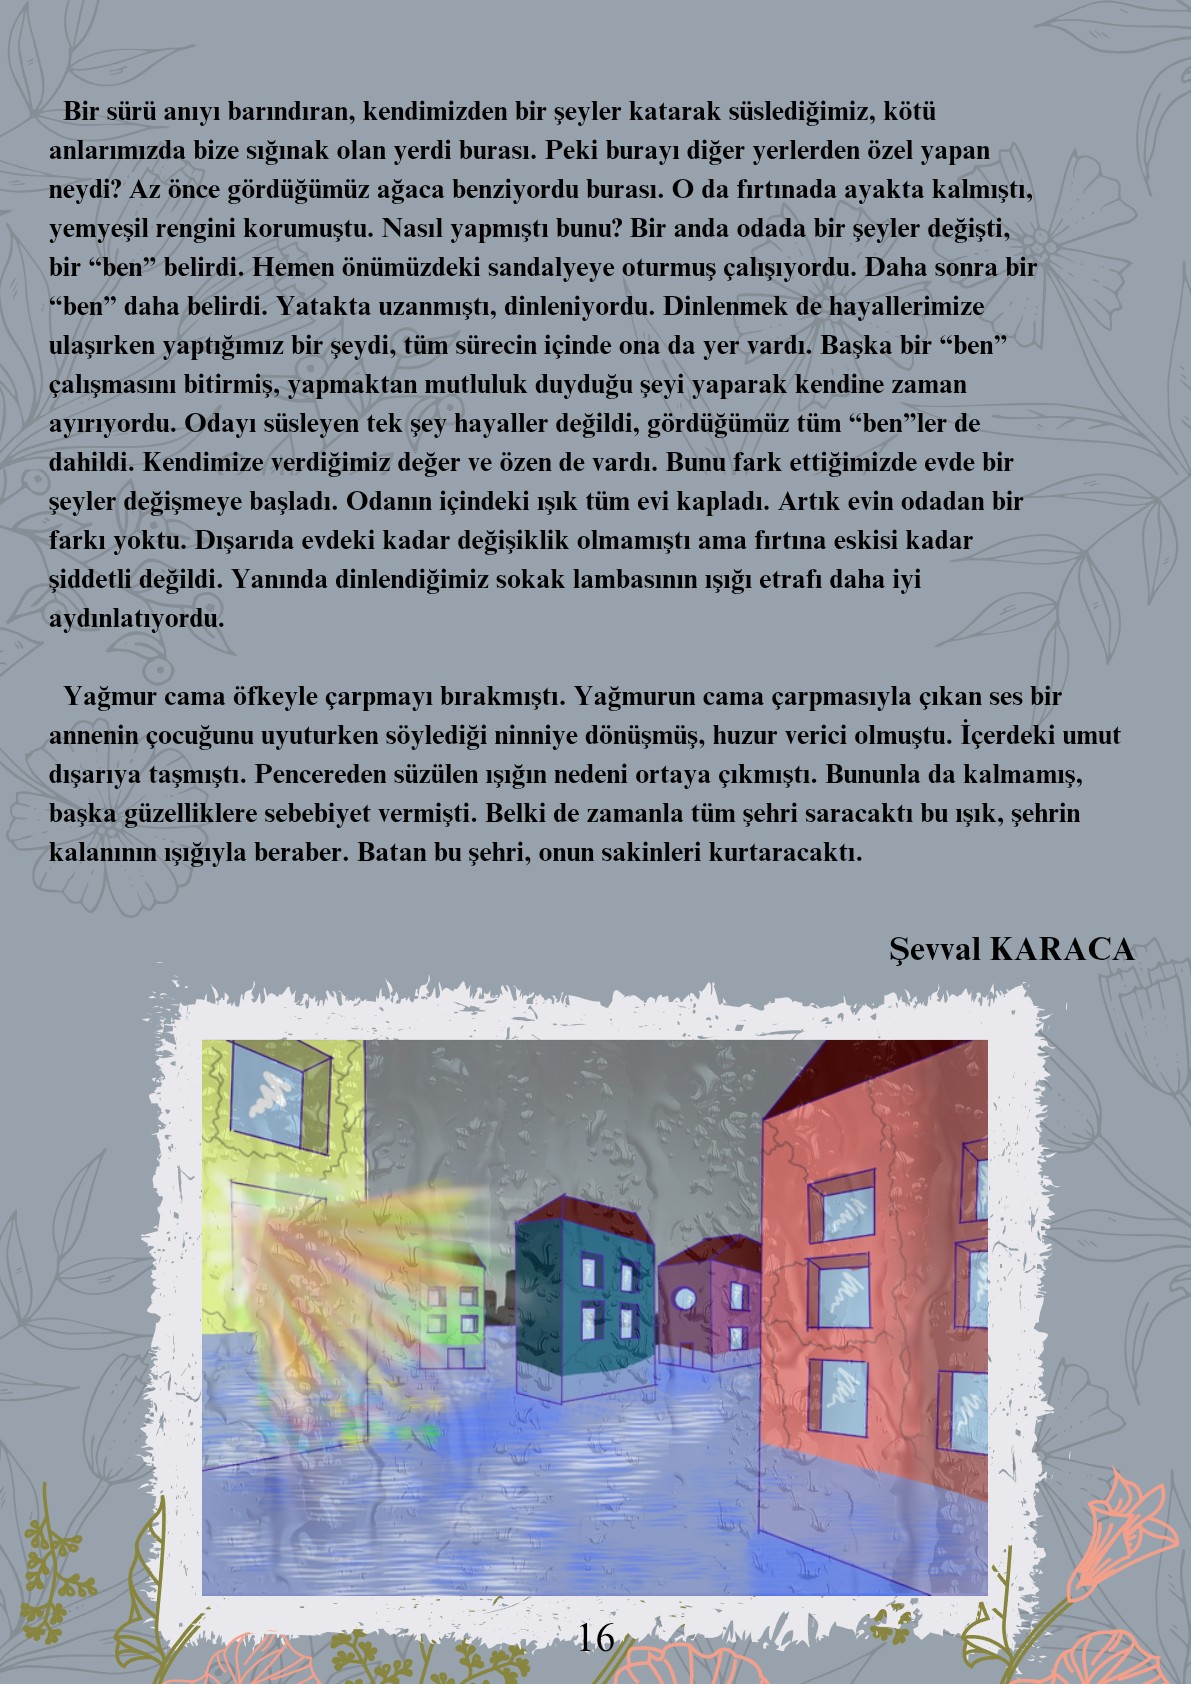 Bir sürü anıyı barındıran, kendimizden bir şeyler katarak süslediğimiz, kötü
anlarımızda bize sığınak olan yerdi burası. Peki burayı diğer yerlerden özel yapan
neydi? Az önce gördüğümüz ağaca benziyordu burası. O da fırtınada ayakta kalmıştı,
yemyeşil rengini korumuştu. Nasıl yapmıştı bunu? Bir anda odada bir şeyler değişti,
bir “ben” belirdi. Hemen önümüzdeki sandalyeye oturmuş çalışıyordu. Daha sonra bir
“ben” daha belirdi. Yatakta uzanmıştı, dinleniyordu. Dinlenmek de hayallerimize
ulaşırken yaptığımız bir şeydi, tüm sürecin içinde ona da yer vardı. Başka bir “ben”
çalışmasını bitirmiş, yapmaktan mutluluk duyduğu şeyi yaparak kendine zaman
ayırıyordu. Odayı süsleyen tek şey hayaller değildi, gördüğümüz tüm “ben”ler de
dahildi. Kendimize verdiğimiz değer ve özen de vardı. Bunu fark ettiğimizde evde bir
şeyler değişmeye başladı. Odanın içindeki ışık tüm evi kapladı. Artık evin odadan bir
farkı yoktu. Dışarıda evdeki kadar değişiklik olmamıştı ama fırtına eskisi kadar
şiddetli değildi. Yanında dinlendiğimiz sokak lambasının ışığı etrafı daha iyi
aydınlatıyordu.
Yağmur cama öfkeyle çarpmayı bırakmıştı. Yağmurun cama çarpmasıyla çıkan ses bir
annenin çocuğunu uyuturken söylediği ninniye dönüşmüş, huzur verici olmuştu. İçerdeki umut
dışarıya taşmıştı. Pencereden süzülen ışığın nedeni ortaya çıkmıştı. Bununla da kalmamış,
başka güzelliklere sebebiyet vermişti. Belki de zamanla tüm şehri saracaktı bu ışık, şehrin
kalanının ışığıyla beraber. Batan bu şehri, onun sakinleri kurtaracaktı.
Şevval KARACA
16